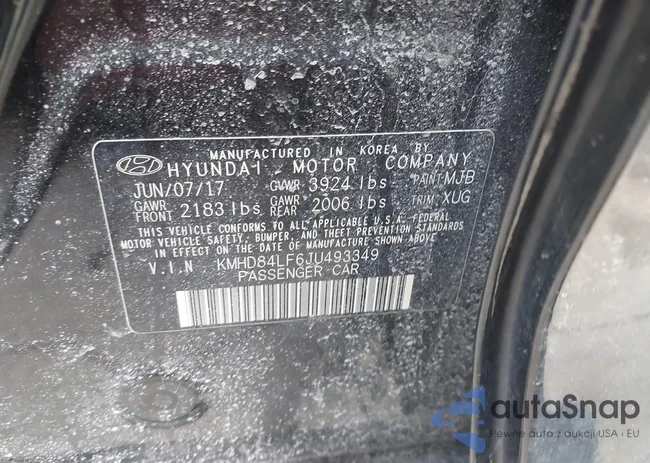 MANUFACTURED IN KOREA BY
HYUNDAI MOTOR COMPANY
JUN/07/17 GVWR 3924 lbs PAINT MJB
GAWR FRONT 2183 lbs GAWR REAR 2006 lbs TRIM XUG
THIS VEHICLE CONFORMS TO ALL APPLICABLE U.S.A. FEDERAL
MOTOR VEHICLE SAFETY, BUMPER, AND THEFT PREVENTION STANDARDS
IN EFFECT ON THE DATE OF MANUFACTURE SHOWN ABOVE.
V.I.N KMHD84LF6JU493349
PASSENGER CAR
autaSnap
Pewne auta z aukcji USA i EU